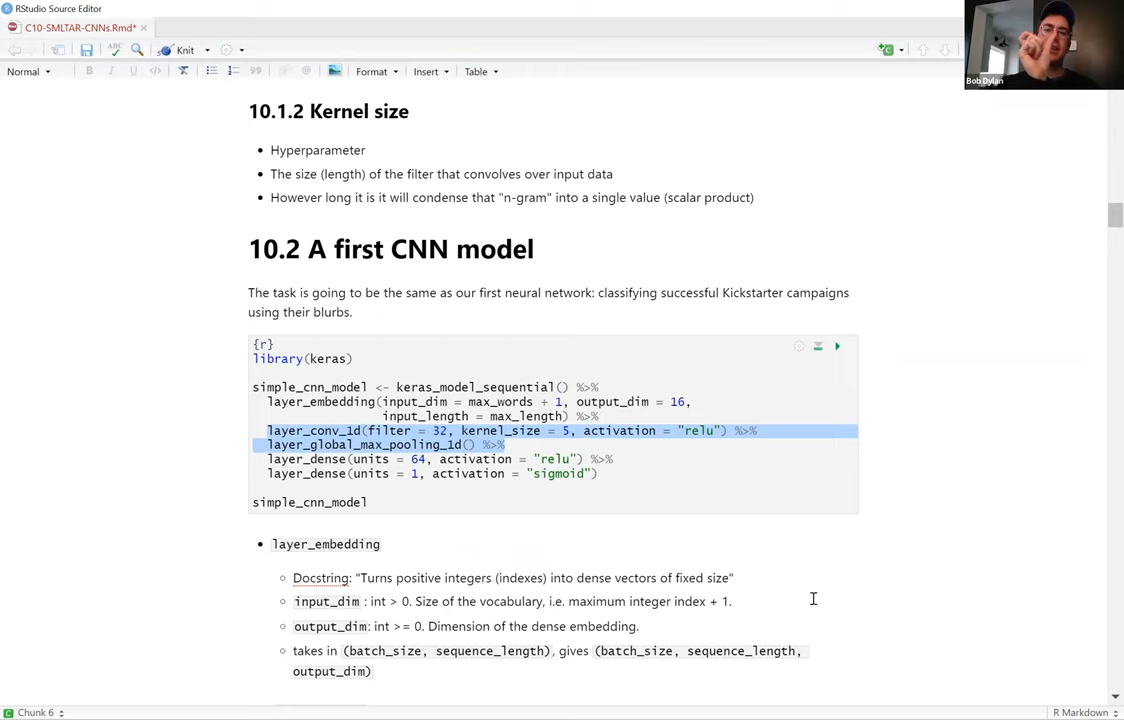 RStudio Source Editor
C10-SMLTAR-CNNs.Rmd*
ABC
Knit
Normal
B I U </>
Format
Insert
Table
Bob Dylan
10.1.2 Kernel size
• Hyperparameter
• The size (length) of the filter that convolves over input data
• However long it is it will condense that "n-gram" into a single value (scalar product)
10.2 A first CNN model
The task is going to be the same as our first neural network: classifying successful Kickstarter campaigns
using their blurbs.
{r}
library(keras)
simple_cnn_model <- keras_model_sequential() %>%
layer_embedding(input_dim = max_words + 1, output_dim = 16,
input_length = max_length) %>%
layer_conv_1d(filter = 32, kernel_size = 5, activation = "relu") %>%
layer_global_max_pooling_1d() %>%
layer_dense(units = 64, activation = "relu") %>%
layer_dense(units = 1, activation = "sigmoid")
simple_cnn_model
• layer_embedding
◦ Docstring: "Turns positive integers (indexes) into dense vectors of fixed size"
◦ input_dim : int > 0. Size of the vocabulary, i.e. maximum integer index + 1.
◦ output_dim: int >= 0. Dimension of the dense embedding.
◦ takes in (batch_size, sequence_length), gives (batch_size, sequence_length,
output_dim)
Chunk 6
R Markdown